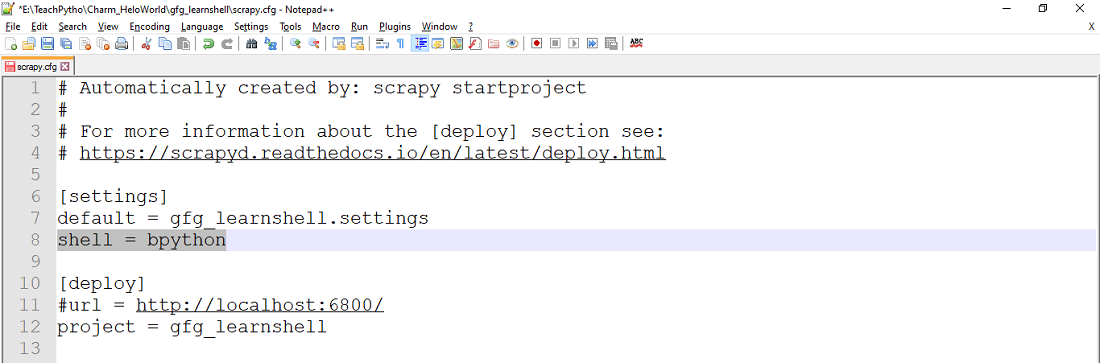 *E:\TeachPytho\Charm_HeloWorld\gfg_learnshell\scrapy.cfg - Notepad++
File Edit Search View Encoding Language Settings Tools Macro Run Plugins Window ? X
scrapy.cfg
1 # Automatically created by: scrapy startproject
2 #
3 # For more information about the [deploy] section see:
4 # https://scrapyd.readthedocs.io/en/latest/deploy.html
5
6 [settings]
7 default = gfg_learnshell.settings
8 shell = bpython
9
10 [deploy]
11 #url = http://localhost:6800/
12 project = gfg_learnshell
13